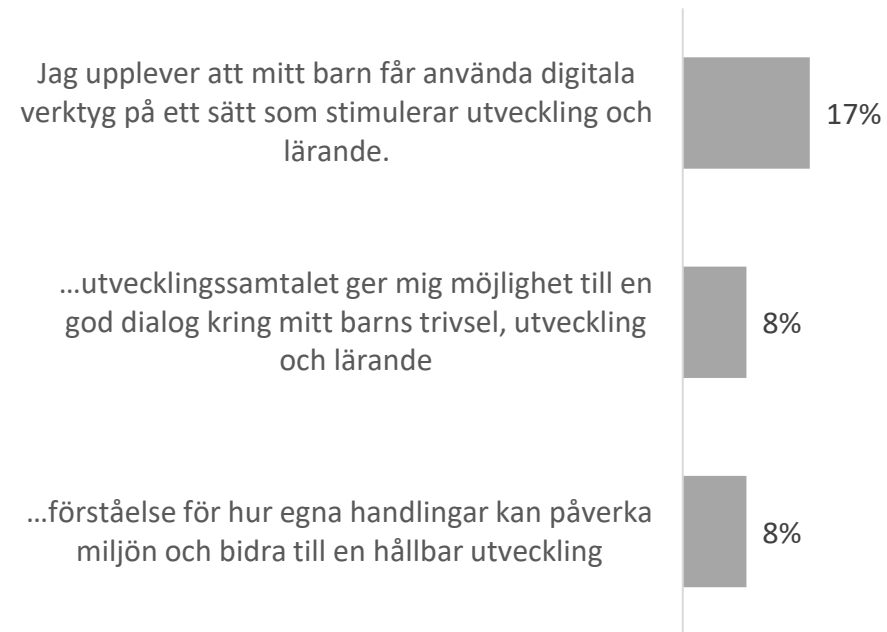 Jag upplever att mitt barn får använda digitala
verktyg på ett sätt som stimulerar utveckling och
lärande.
17%
...utvecklingssamtalet ger mig möjlighet till en
god dialog kring mitt barns trivsel, utveckling
och lärande
8%
...förståelse för hur egna handlingar kan påverka
miljön och bidra till en hållbar utveckling
8%